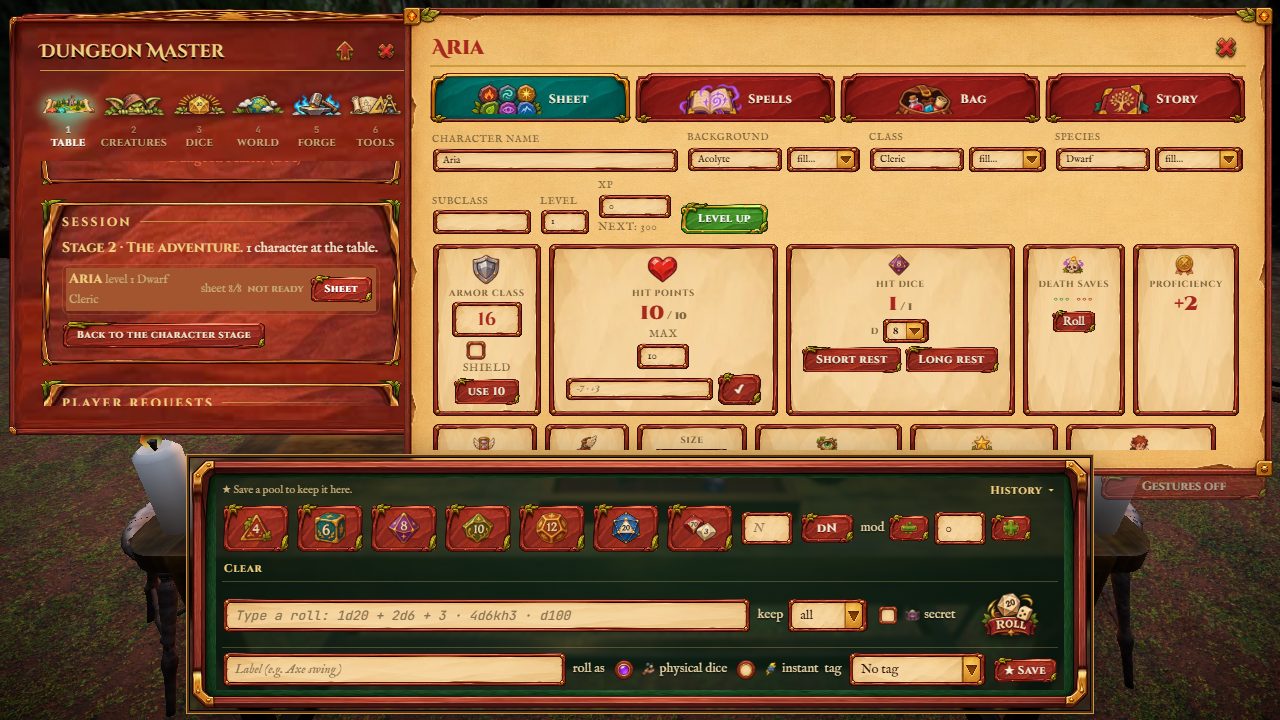 Dungeon Master
1
TABLE
2
CREATURES
3
DICE
4
WORLD
5
FORGE
6
TOOLS
SESSION
STAGE 2 · THE ADVENTURE. 1 character at the table.
ARIA level 1 Dwarf Cleric
sheet 8/8 NOT READY
SHEET
BACK TO THE CHARACTER STAGE
PLAYER REQUESTS
ARIA
SHEET
SPELLS
BAG
STORY
CHARACTER NAME
Aria
BACKGROUND
Acolyte
fill...
CLASS
Cleric
fill...
SPECIES
Dwarf
fill...
SUBCLASS
LEVEL
1
XP
0
NEXT: 300
LEVEL UP
ARMOR CLASS
16
SHIELD
USE 10
HIT POINTS
10 / 10
MAX
10
-7 · +3
8
HIT DICE
1 / 1
D 8
SHORT REST
LONG REST
DEATH SAVES
Roll
PROFICIENCY
+2
SIZE
★ Save a pool to keep it here.
HISTORY
4
6
8
10
12
20
N
DN
mod
0
CLEAR
Type a roll: 1d20 + 2d6 + 3 · 4d6kh3 · d100
keep
all
secret
20
ROLL
Label (e.g. Axe swing)
roll as
physical dice
instant
tag
No tag
★ SAVE
GESTURES OFF